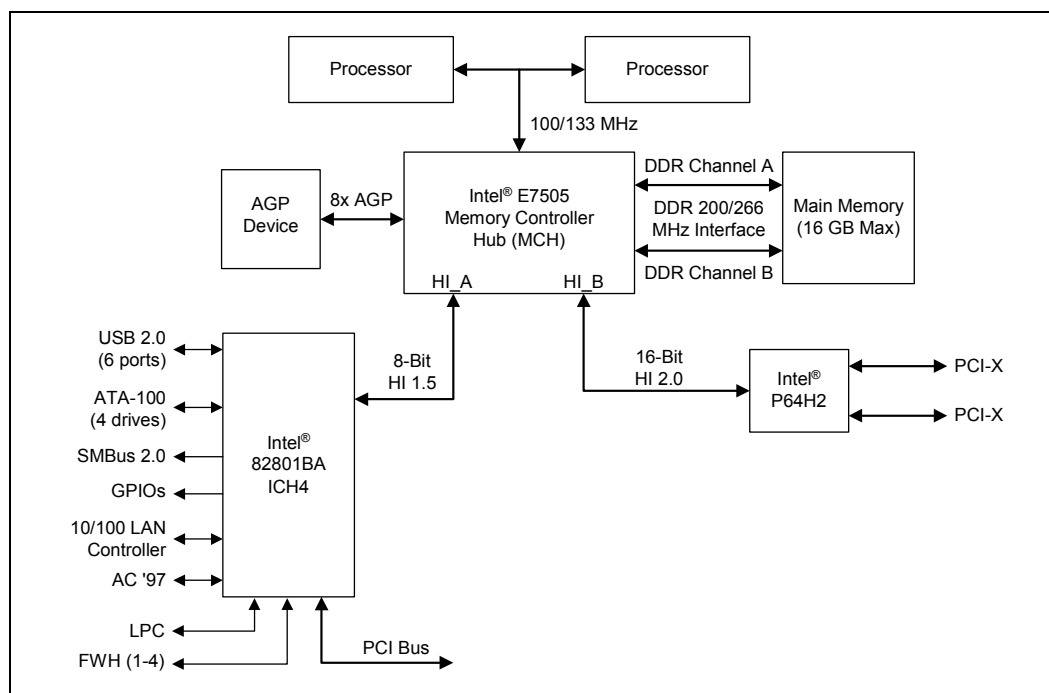 Processor
Processor
100/133 MHz
AGP
Device
8x AGP
Intel® E7505
Memory Controller
Hub (MCH)
HI_A
HI_B
DDR Channel A
DDR 200/266
MHz Interface
DDR Channel B
Main Memory
(16 GB Max)
USB 2.0
(6 ports)
ATA-100
(4 drives)
SMBus 2.0
GPIOs
10/100 LAN
Controller
AC '97
LPC
FWH (1-4)
Intel®
82801BA
ICH4
8-Bit
HI 1.5
PCI Bus
16-Bit
HI 2.0
Intel®
P64H2
PCI-X
PCI-X